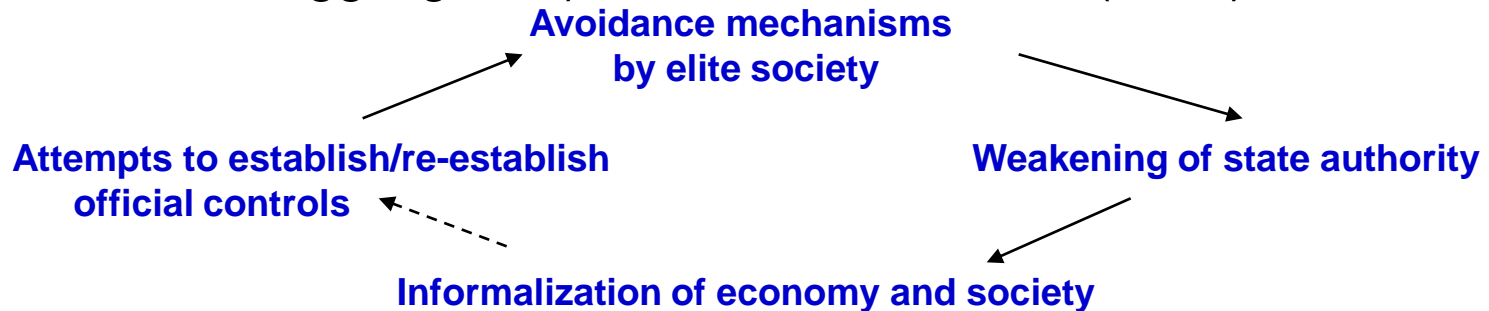 Avoidance mechanisms
by elite society
Attempts to establish/re-establish
official controls
Weakening of state authority
Informalization of economy and society